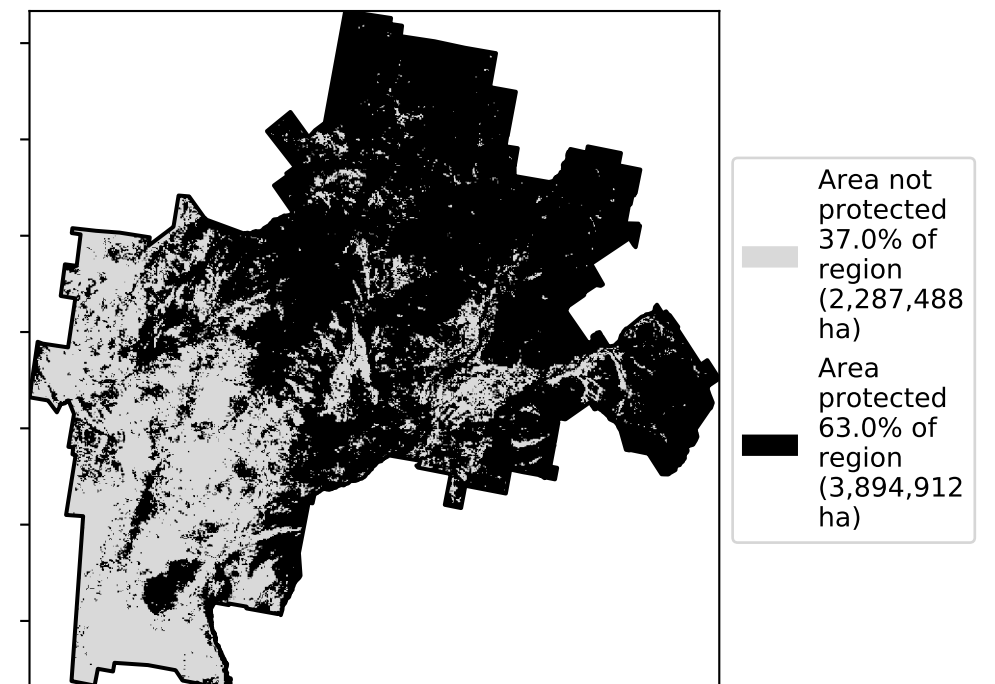 Area not
protected
37.0% of
region
(2,287,488
ha)
Area
protected
63.0% of
region
(3,894,912
ha)